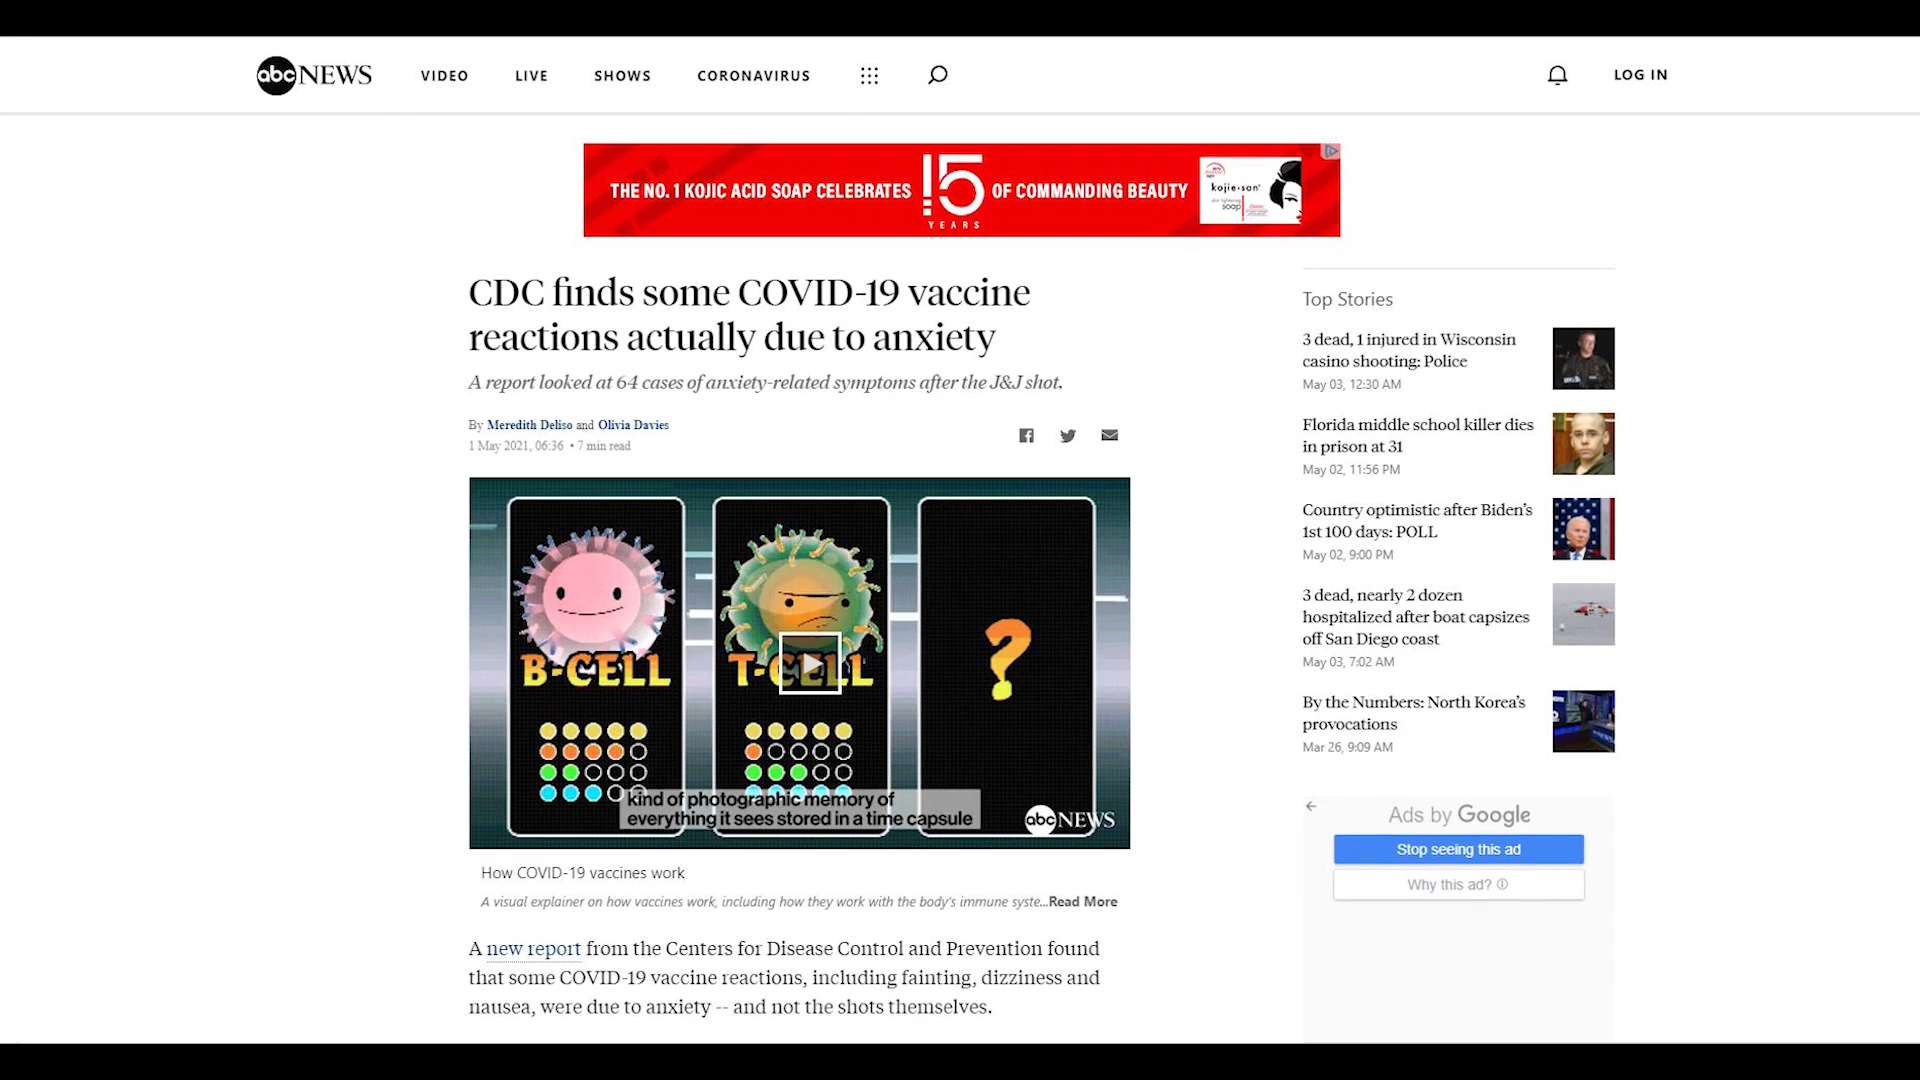 abc NEWS
VIDEO
LIVE
SHOWS
CORONAVIRUS
LOG IN
THE NO. 1 KOJIC ACID SOAP CELEBRATES
15
YEARS
OF COMMANDING BEAUTY
kojie·san
soap
CDC finds some COVID-19 vaccine
reactions actually due to anxiety
A report looked at 64 cases of anxiety-related symptoms after the J&J shot.
By Meredith Deliso and Olivia Davies
1 May 2021, 06:36 • 7 min read
B-CELL
T-CELL
?
kind of photographic memory of
everything it sees stored in a time capsule
abc NEWS
How COVID-19 vaccines work
A visual explainer on how vaccines work, including how they work with the body's immune syste...Read More
A new report from the Centers for Disease Control and Prevention found
that some COVID-19 vaccine reactions, including fainting, dizziness and
nausea, were due to anxiety -- and not the shots themselves.
Top Stories
3 dead, 1 injured in Wisconsin
casino shooting: Police
May 03, 12:30 AM
Florida middle school killer dies
in prison at 31
May 02, 11:56 PM
Country optimistic after Biden's
1st 100 days: POLL
May 02, 9:00 PM
3 dead, nearly 2 dozen
hospitalized after boat capsizes
off San Diego coast
May 03, 7:02 AM
By the Numbers: North Korea's
provocations
Mar 26, 9:09 AM
Ads by Google
Stop seeing this ad
Why this ad?